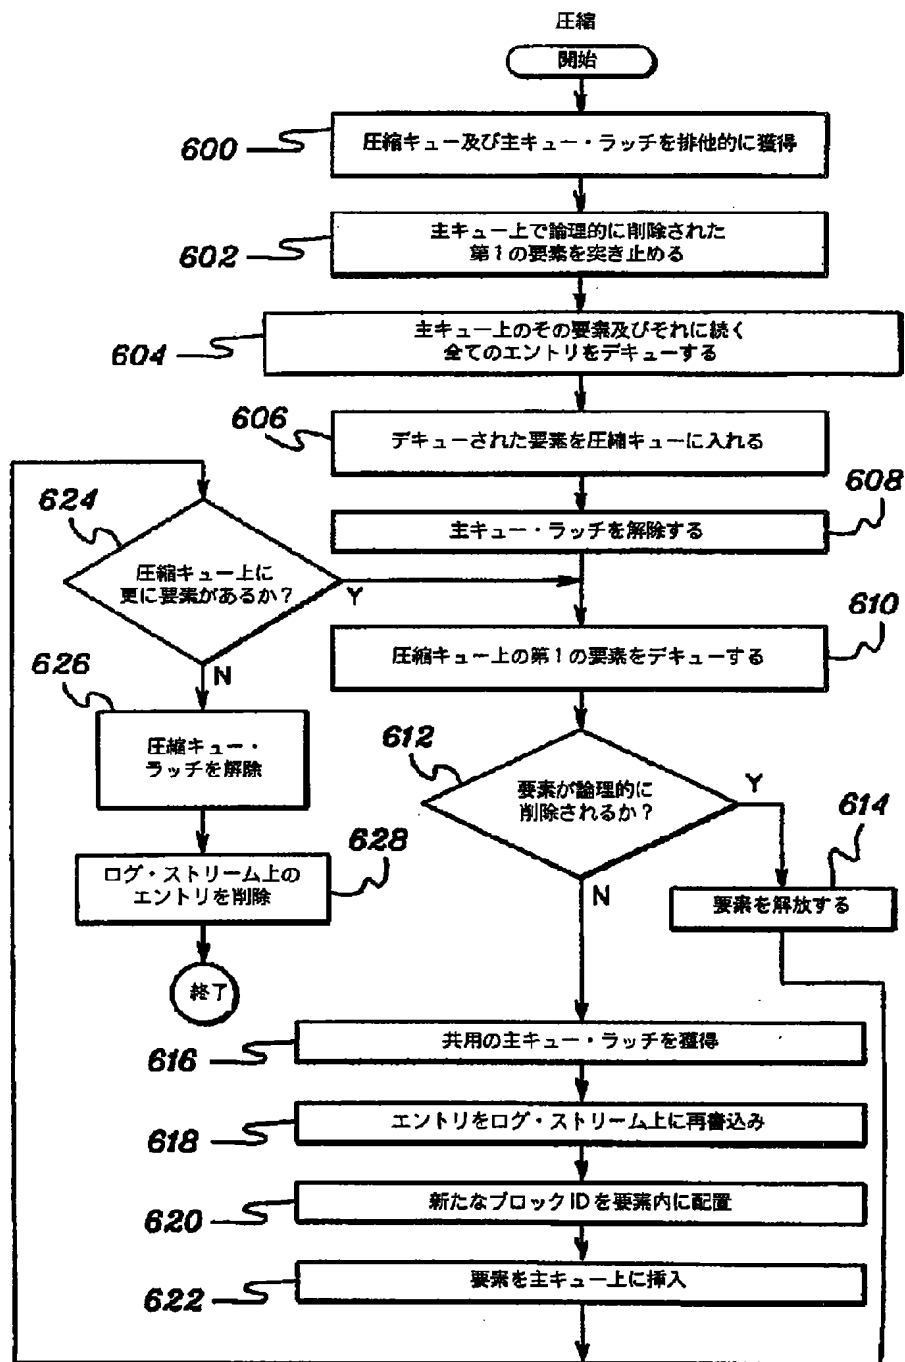 圧縮
開始
600
圧縮キュー及び主キュー・ラッチを排他的に獲得
602
主キュー上で論理的に削除された
第1の要素を突き止める
604
主キュー上のその要素及びそれに続く
全てのエントリをデキューする
606
デキューされた要素を圧縮キューに入れる
608
主キュー・ラッチを解除する
624
圧縮キュー上に
更に要素があるか?
Y
N
610
圧縮キュー上の第1の要素をデキューする
626
圧縮キュー・
ラッチを解除
612
要素が論理的に
削除されるか?
Y
N
614
要素を解放する
628
ログ・ストリーム上の
エントリを削除
終了
616
共用の主キュー・ラッチを獲得
618
エントリをログ・ストリーム上に再書込み
620
新たなブロックIDを要素内に配置
622
要素を主キュー上に挿入